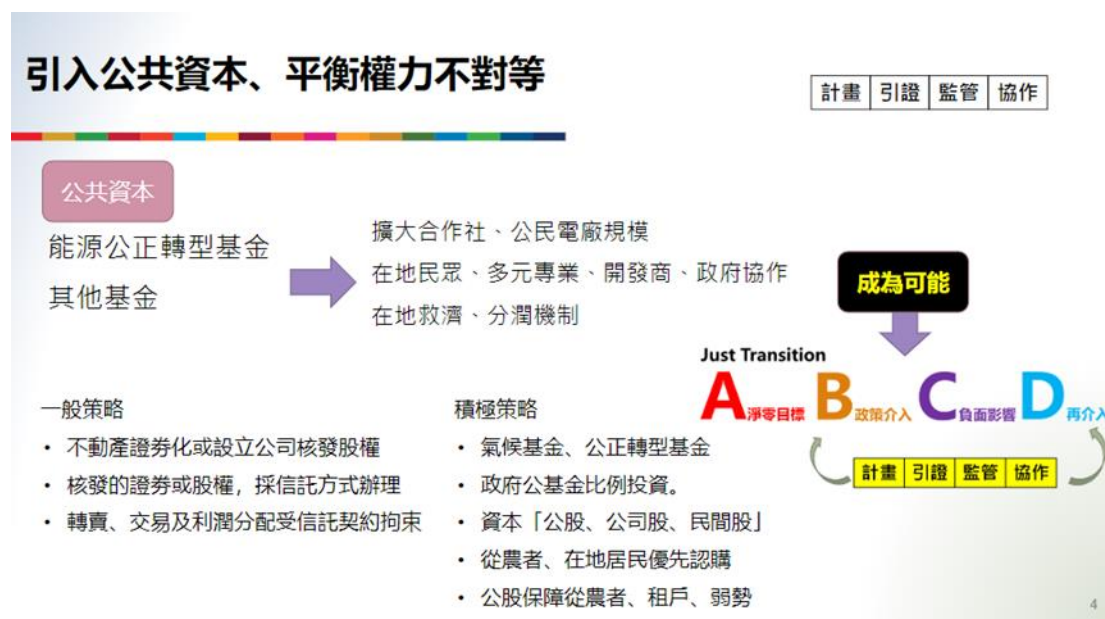 引入公共資本、平衡權力不對等
計畫 引證 監管 協作
公共資本
能源公正轉型基金
其他基金
擴大合作社、公民電廠規模
在地民眾、多元專業、開發商、政府協作
在地救濟、分潤機制
成為可能
Just Transition
A淨零目標 B政策介入 C負面影響 D再介入
計畫 引證 監管 協作
一般策略
• 不動產證券化或設立公司核發股權
• 核發的證券或股權，採信託方式辦理
• 轉賣、交易及利潤分配受信託契約拘束
積極策略
• 氣候基金、公正轉型基金
• 政府公基金比例投資。
• 資本「公股、公司股、民間股」
• 從農者、在地居民優先認購
• 公股保障從農者、租戶、弱勢
4